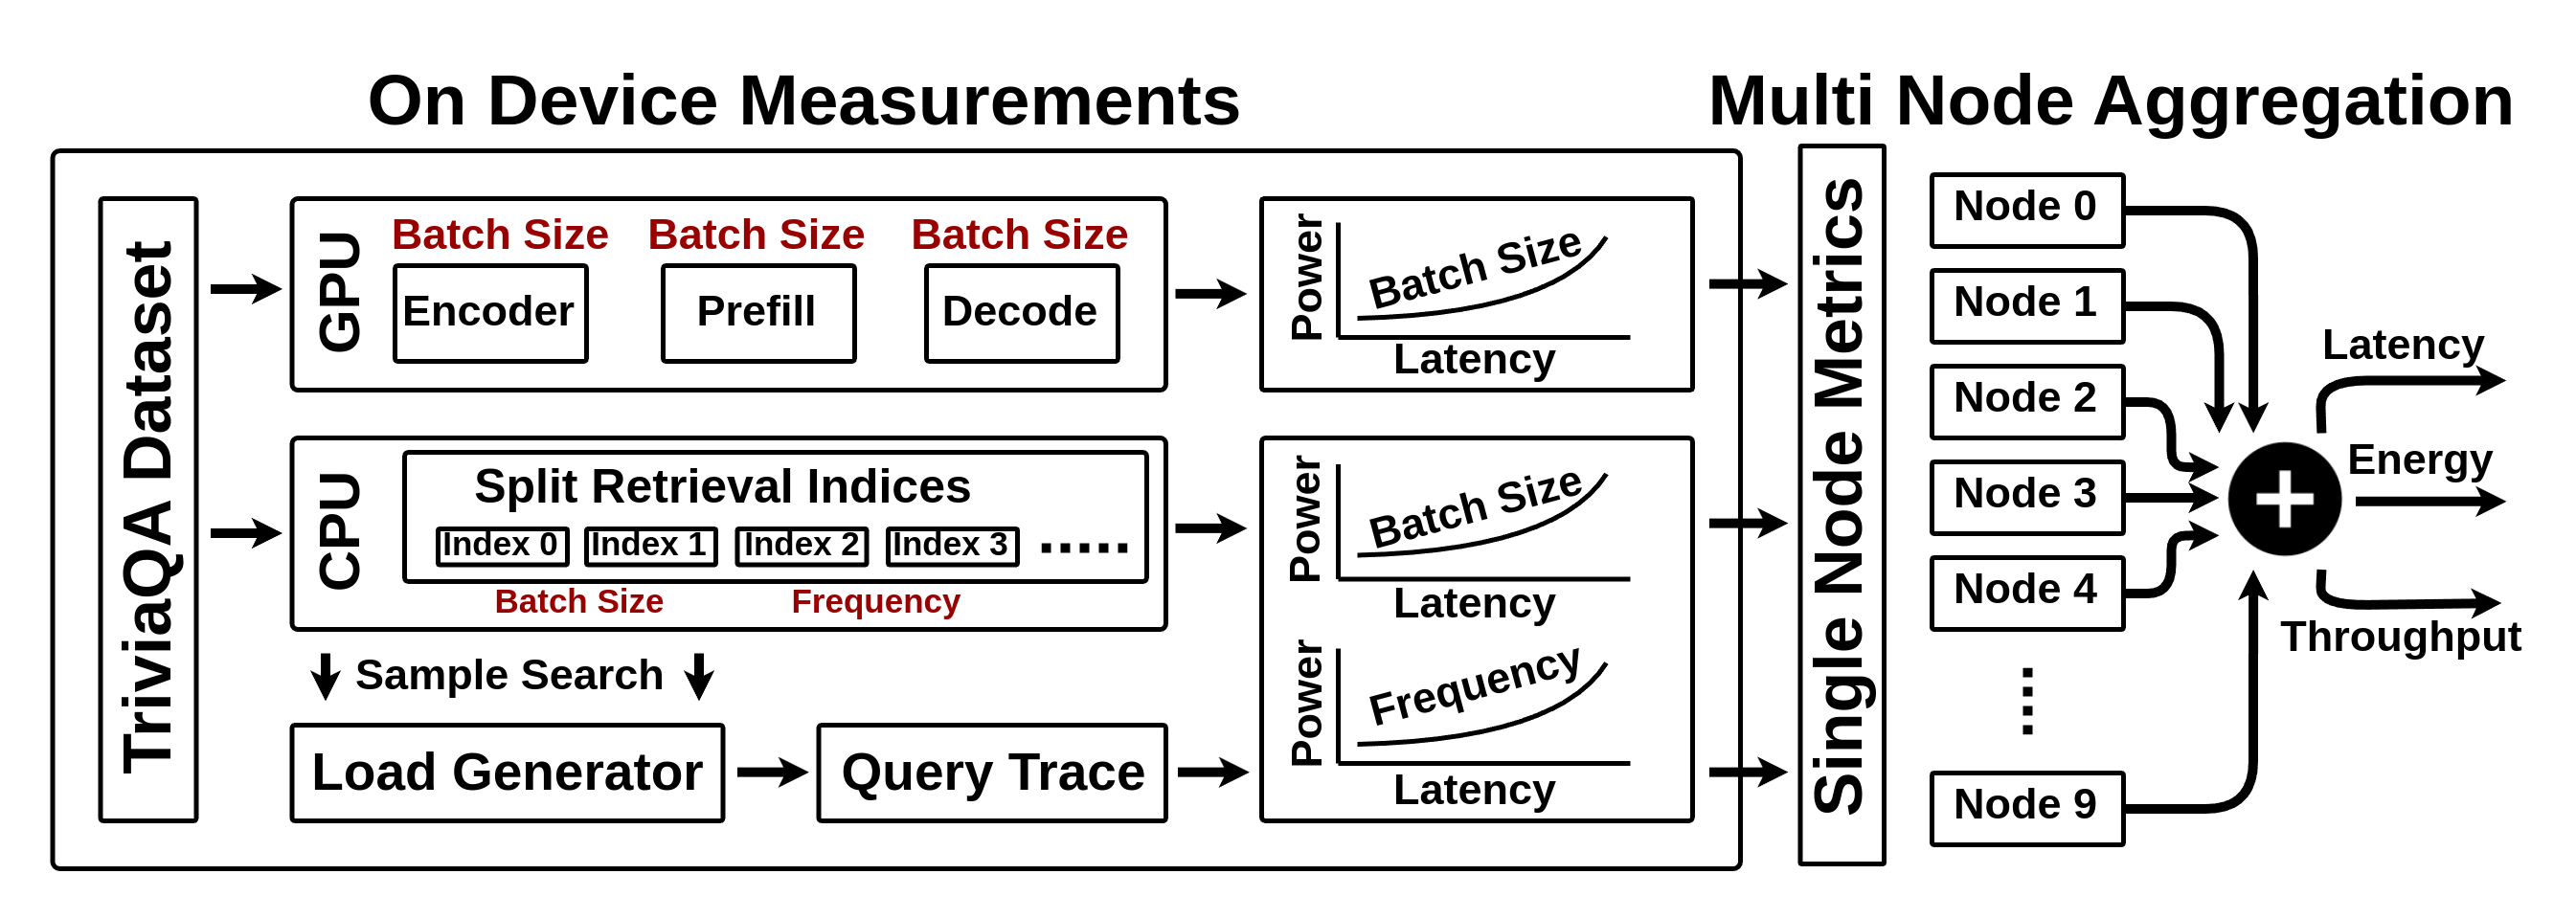 On Device Measurements
Multi Node Aggregation
TriviaQA Dataset
GPU
Batch Size
Batch Size
Batch Size
Encoder
Prefill
Decode
Power
Batch Size
Latency
CPU
Split Retrieval Indices
Index 0
Index 1
Index 2
Index 3
.....
Batch Size
Frequency
Power
Batch Size
Latency
Sample Search
Load Generator
Query Trace
Power
Frequency
Latency
Single Node Metrics
Node 0
Node 1
Node 2
Node 3
Node 4
....
Node 9
+
Latency
Energy
Throughput